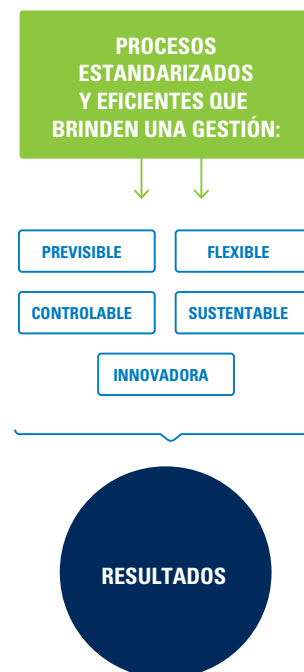 PROCESOS
ESTANDARIZADOS
Y EFICIENTES QUE
BRINDEN UNA GESTIÓN:
PREVISIBLE
FLEXIBLE
CONTROLABLE
SUSTENTABLE
INNOVADORA
RESULTADOS